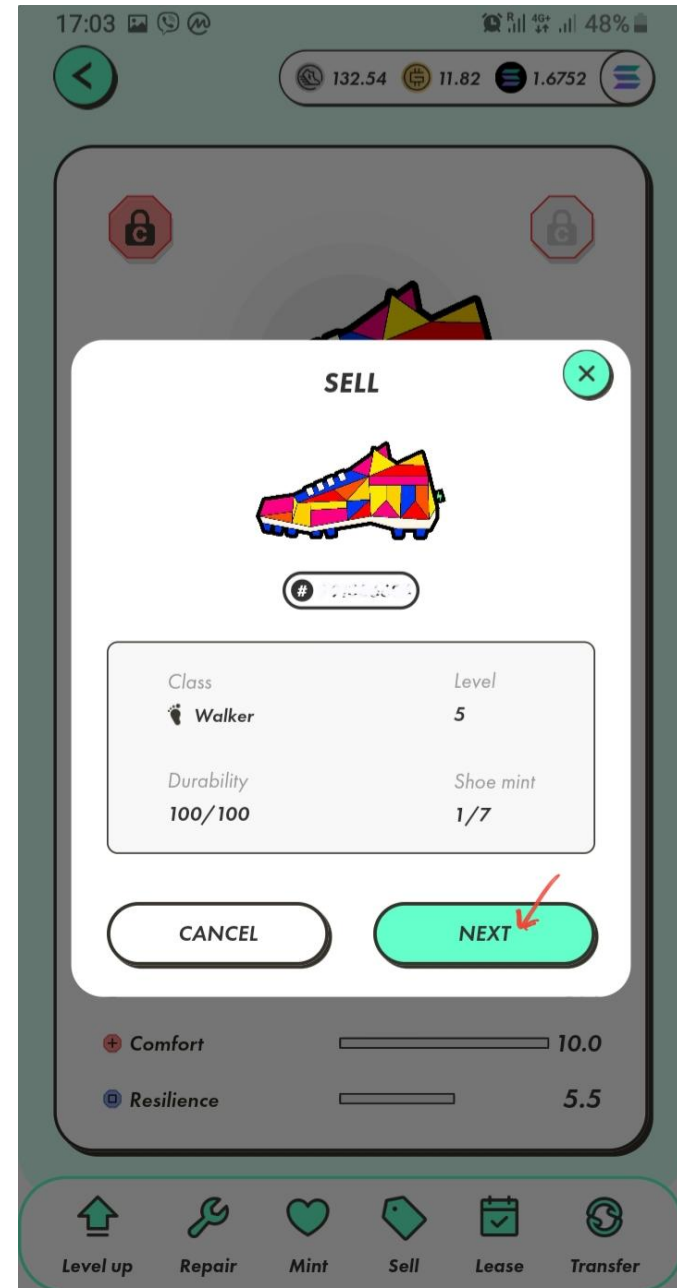 17:03 R 4G+ 48%
132.54 11.82 1.6752
C C
SELL
#
Class Level
Walker 5
Durability Shoe mint
100/100 1/7
CANCEL NEXT
Comfort 10.0
Resilience 5.5
Level up Repair Mint Sell Lease Transfer